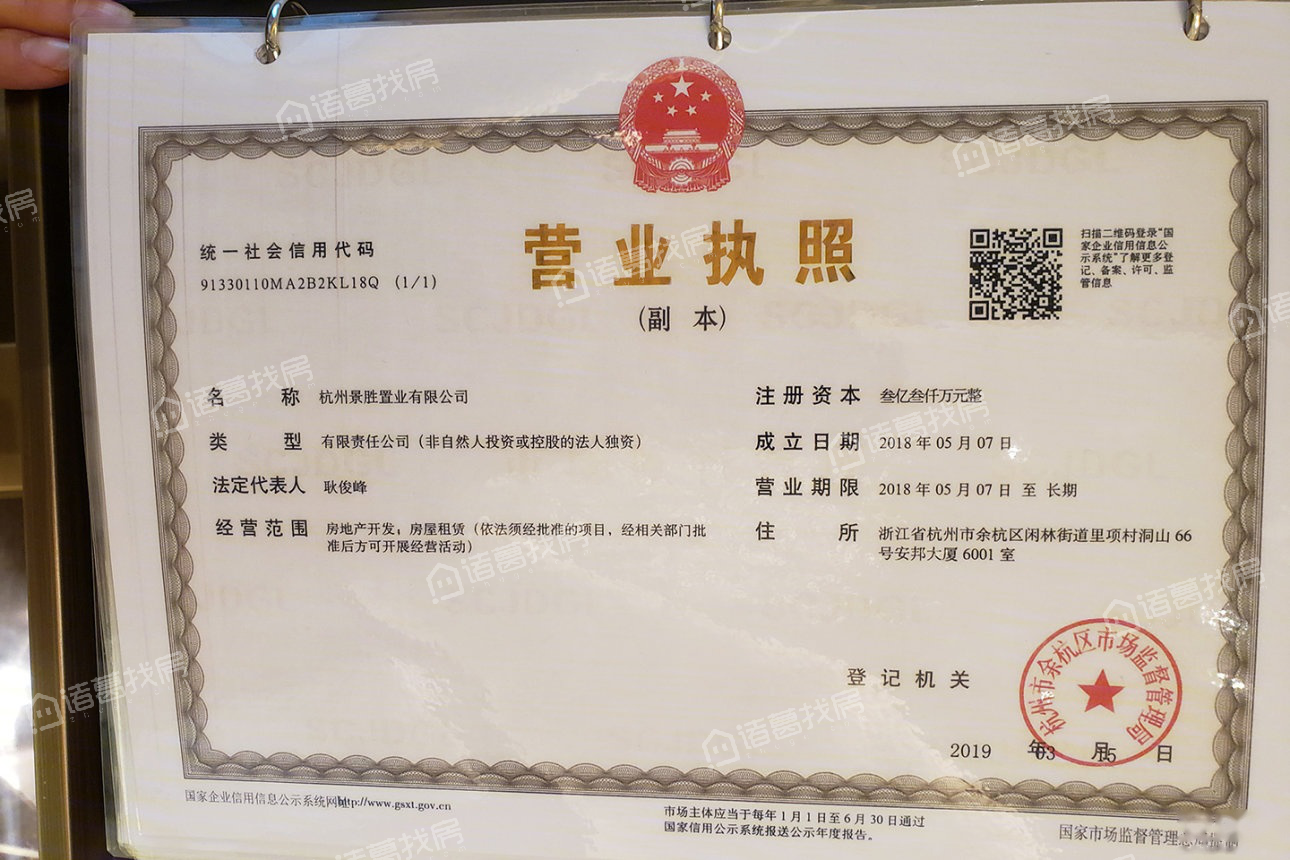 统一社会信用代码
91330110MA2B2KL18Q (1/1)
营业执照
(副 本)
扫描二维码登录“国
家企业信用信息公
示系统”了解更多登
记、备案、许可、监
管信息
名 称 杭州景胜置业有限公司
类 型 有限责任公司（非自然人投资或控股的法人独资）
法定代表人 耿俊峰
经营范围 房地产开发；房屋租赁（依法须经批准的项目，经相关部门批
准后方可开展经营活动）
注册资本 叁亿叁仟万元整
成立日期 2018年05月07日
营业期限 2018年05月07日 至 长期
住 所 浙江省杭州市余杭区闲林街道里项村洞山66
号安邦大厦6001室
登记机关
杭州市余杭区市场监督管理局
2019 年03 月15 日
国家企业信用信息公示系统网址http://www.gsxt.gov.cn
市场主体应当于每年1月1日至6月30日通过
国家信用公示系统报送公示年度报告。
国家市场监督管理
诸葛找房